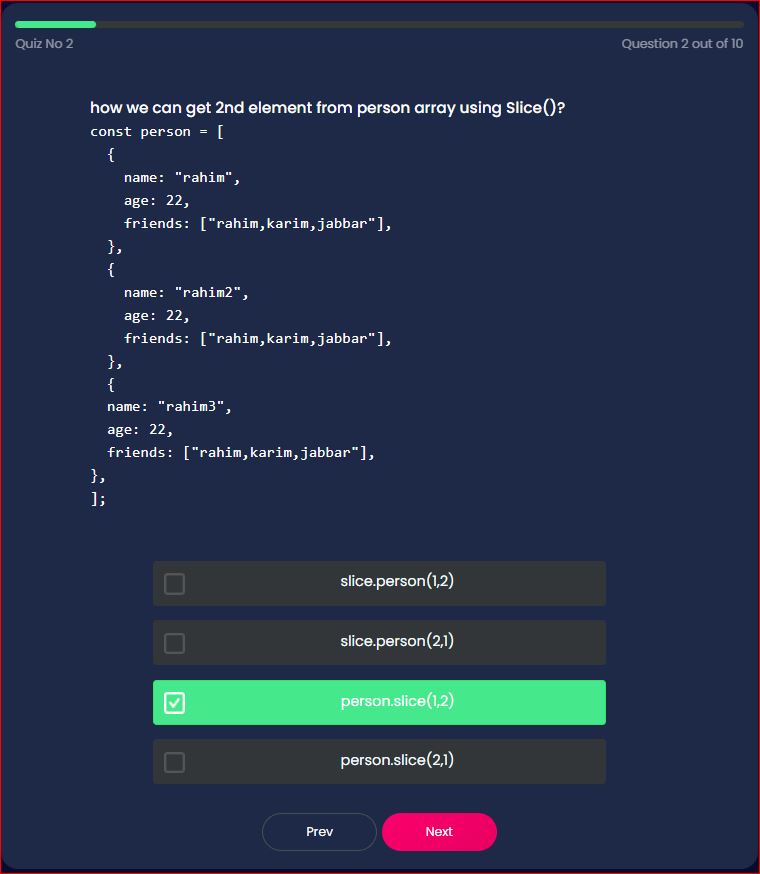 Quiz No 2
Question 2 out of 10
how we can get 2nd element from person array using Slice()?
const person = [
  {
    name: "rahim",
    age: 22,
    friends: ["rahim,karim,jabbar"],
  },
  {
    name: "rahim2",
    age: 22,
    friends: ["rahim,karim,jabbar"],
  },
  {
  name: "rahim3",
  age: 22,
  friends: ["rahim,karim,jabbar"],
},
];
slice.person(1,2)
slice.person(2,1)
person.slice(1,2)
person.slice(2,1)
Prev
Next